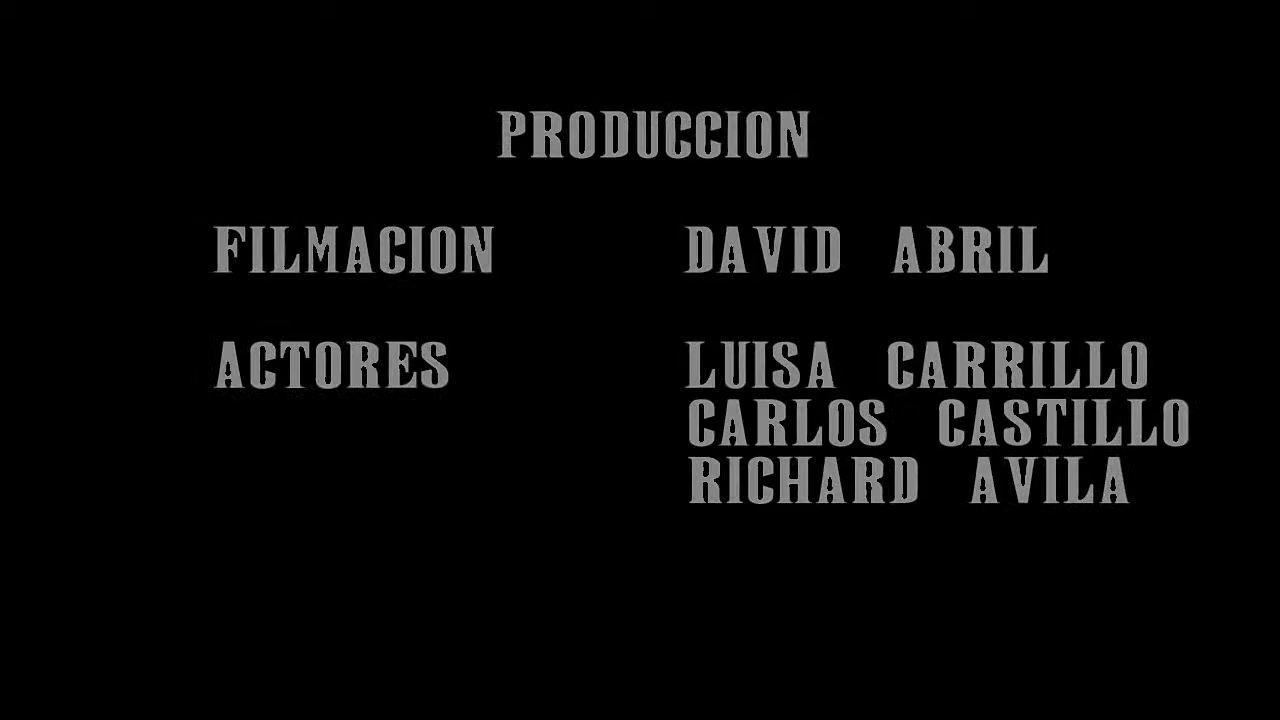 PRODUCCION
FILMACION DAVID ABRIL
ACTORES LUISA CARRILLO
CARLOS CASTILLO
RICHARD AVILA